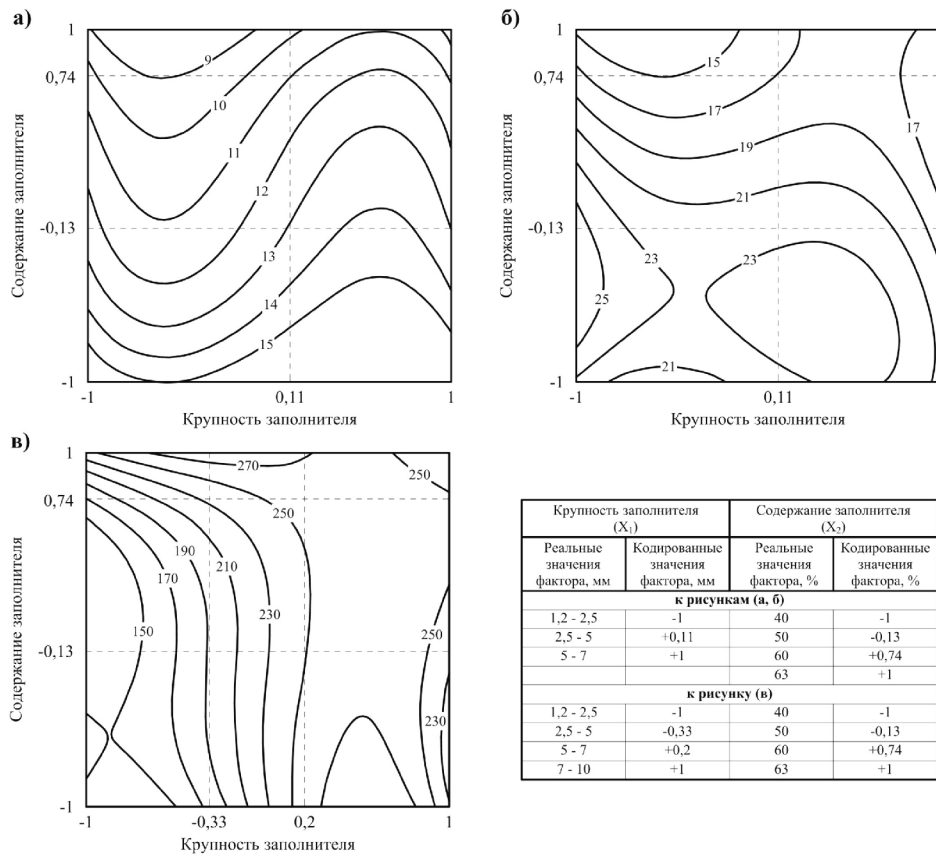 а)
1
0,74
-0,13
-1
Содержание заполнителя
9
10
11
12
13
14
15
-1
0,11
1
Крупность заполнителя
б)
1
0,74
-0,13
-1
Содержание заполнителя
15
17
17
19
21
23
23
25
21
-1
0,11
Крупность заполнителя
в)
1
0,74
-0,13
-1
Содержание заполнителя
270
250
250
190
210
170
230
150
250
230
-1
-0,33
0,2
1
Крупность заполнителя
Крупность заполнителя (X₁) Содержание заполнителя (X₂)
Реальные значения фактора, мм Кодированные значения фактора, мм Реальные значения фактора, % Кодированные значения фактора, %
к рисункам (а, б)
1,2 - 2,5 -1 40 -1
2,5 - 5 +0,11 50 -0,13
5 - 7 +1 60 +0,74
63 +1
к рисунку (в)
1,2 - 2,5 -1 40 -1
2,5 - 5 -0,33 50 -0,13
5 - 7 +0,2 60 +0,74
7 - 10 +1 63 +1